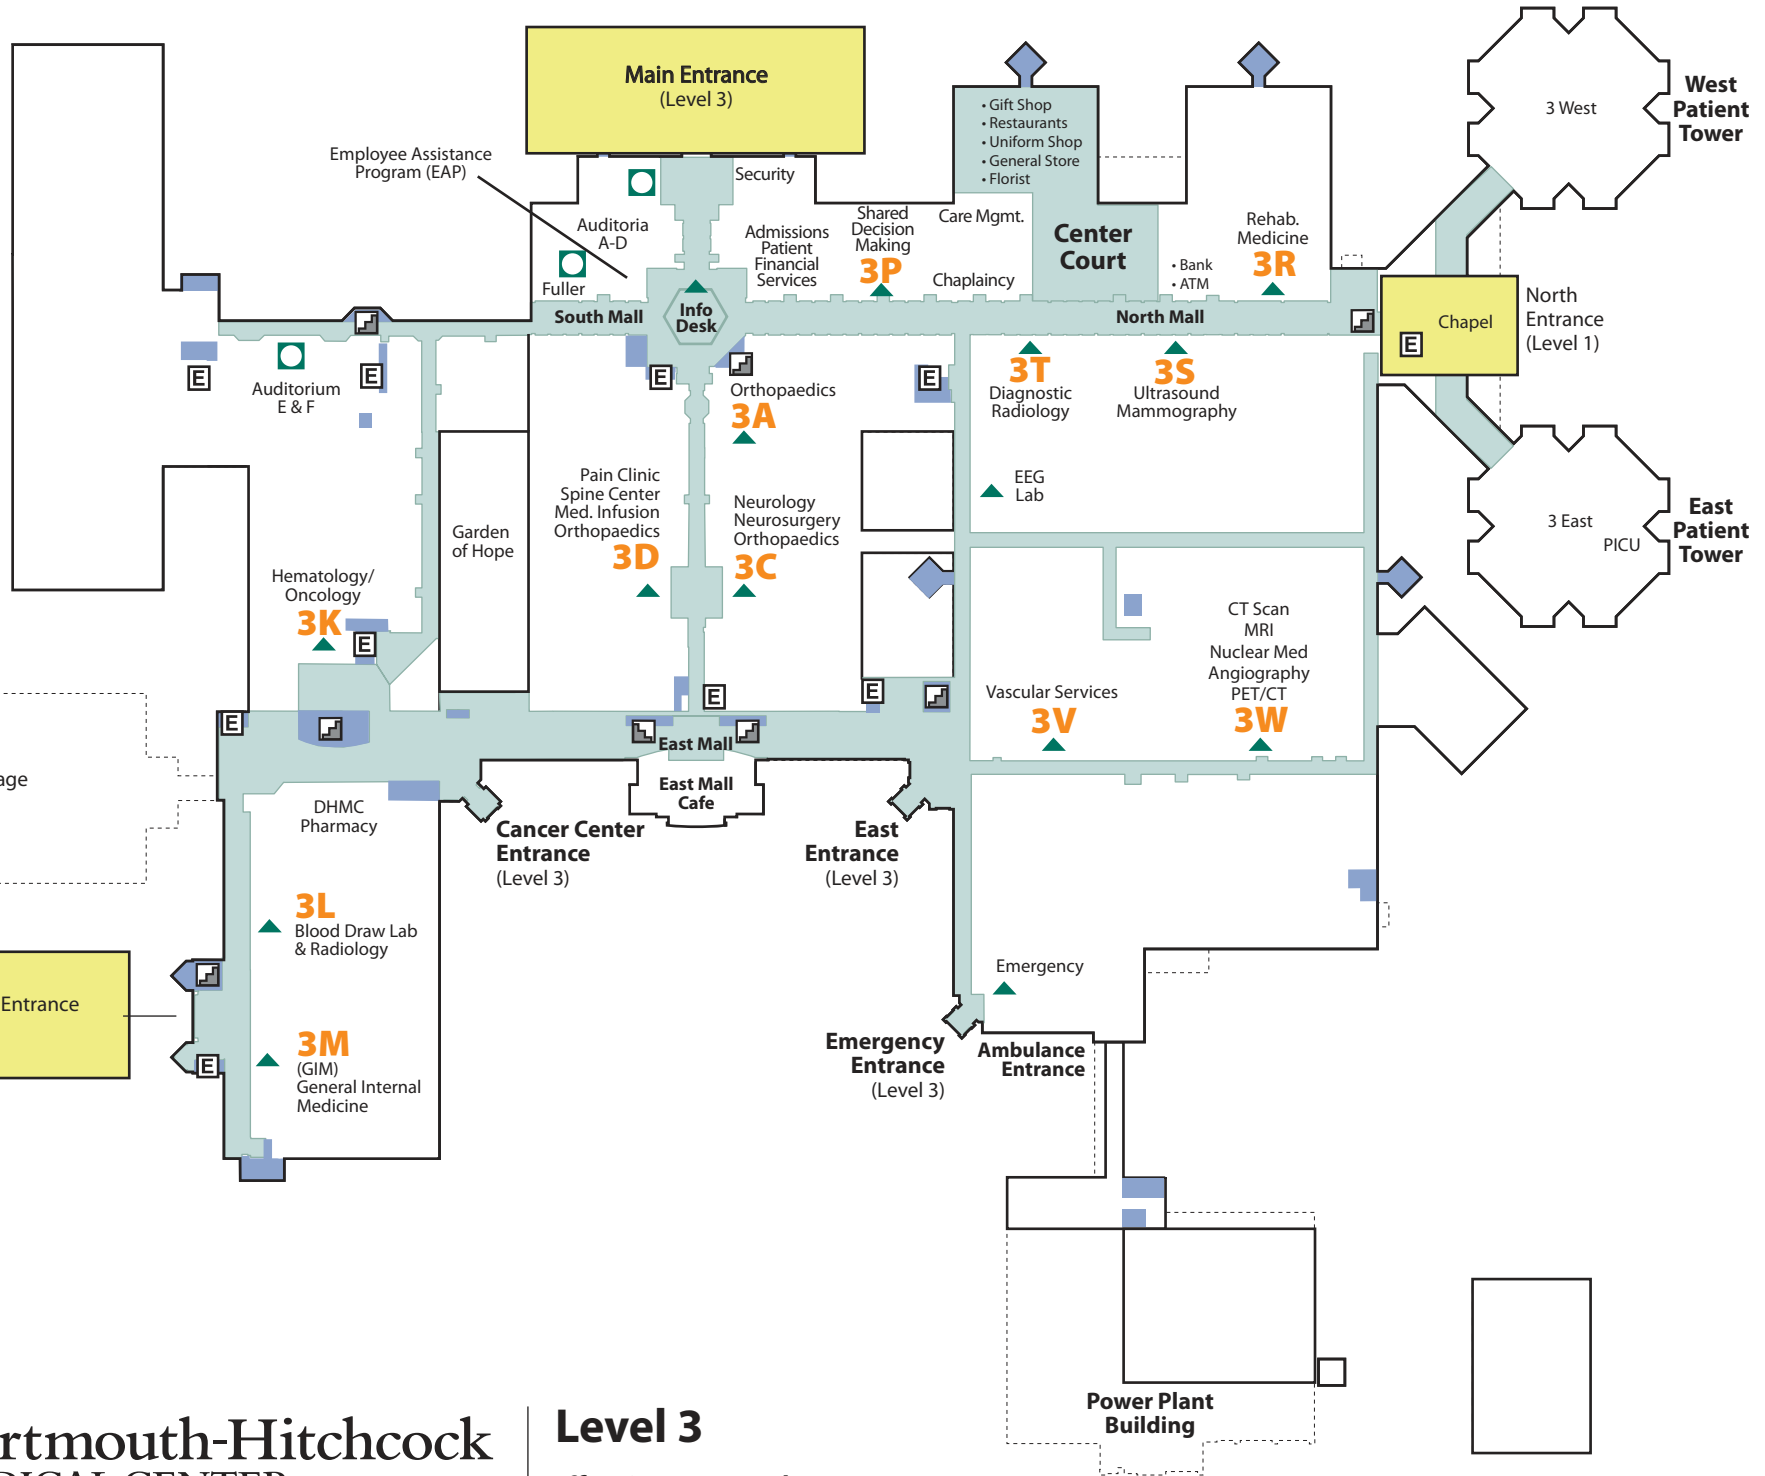 Main Entrance
(Level 3)
Employee Assistance
Program (EAP)
Security
Auditoria
A-D
Fuller
Admissions
Patient
Financial
Services
Shared
Decision
Making
3P
• Gift Shop
• Restaurants
• Uniform Shop
• General Store
• Florist
Care Mgmt.
Chaplaincy
Center
Court
• Bank
• ATM
Rehab.
Medicine
3R
3 West
West
Patient
Tower
South Mall
Info
Desk
North Mall
Chapel
E
North
Entrance
(Level 1)
E
Auditorium
E & F
E
E
Orthopaedics
3A
E
3T
Diagnostic
Radiology
3S
Ultrasound
Mammography
EEG
Lab
3 East
PICU
East
Patient
Tower
Garden
of Hope
Pain Clinic
Spine Center
Med. Infusion
Orthopaedics
3D
Neurology
Neurosurgery
Orthopaedics
3C
Hematology/
Oncology
3K
E
CT Scan
MRI
Nuclear Med
Angiography
PET/CT
3W
Vascular Services
3V
E
E
E
East Mall
East Mall
Cafe
age
DHMC
Pharmacy
Cancer Center
Entrance
(Level 3)
East
Entrance
(Level 3)
3L
Blood Draw Lab
& Radiology
Entrance
3M
(GIM)
General Internal
Medicine
E
Emergency
Emergency
Entrance
(Level 3)
Ambulance
Entrance
Power Plant
Building
rtmouth-Hitchcock
Level 3